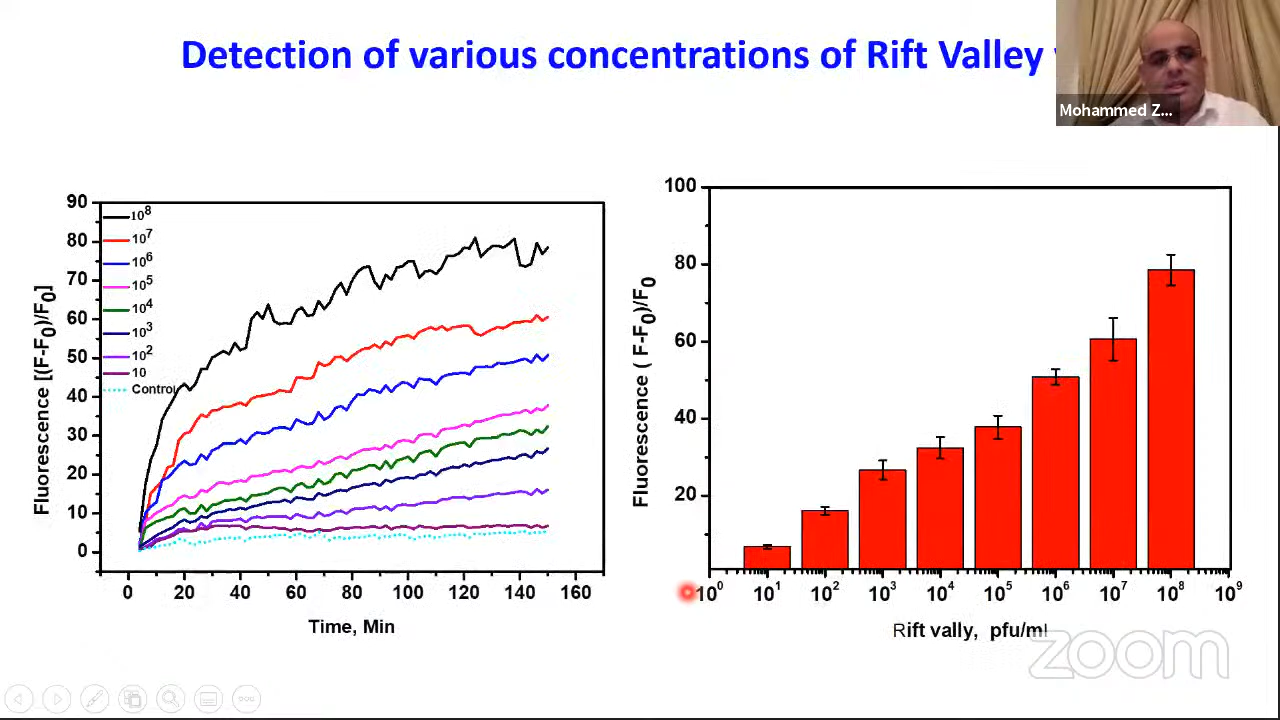 Detection of various concentrations of Rift Valley
Mohammed Z...
90
80
70
60
50
40
30
20
10
0
Fluorescence [(F-F₀)/F₀]
10⁸
10⁷
10⁶
10⁵
10⁴
10³
10²
10
Control
0 20 40 60 80 100 120 140 160
Time, Min
100
80
60
40
20
Fluorescence ( F-F₀)/F₀
10⁰ 10¹ 10² 10³ 10⁴ 10⁵ 10⁶ 10⁷ 10⁸ 10⁹
Rift vally, pfu/ml
zoom